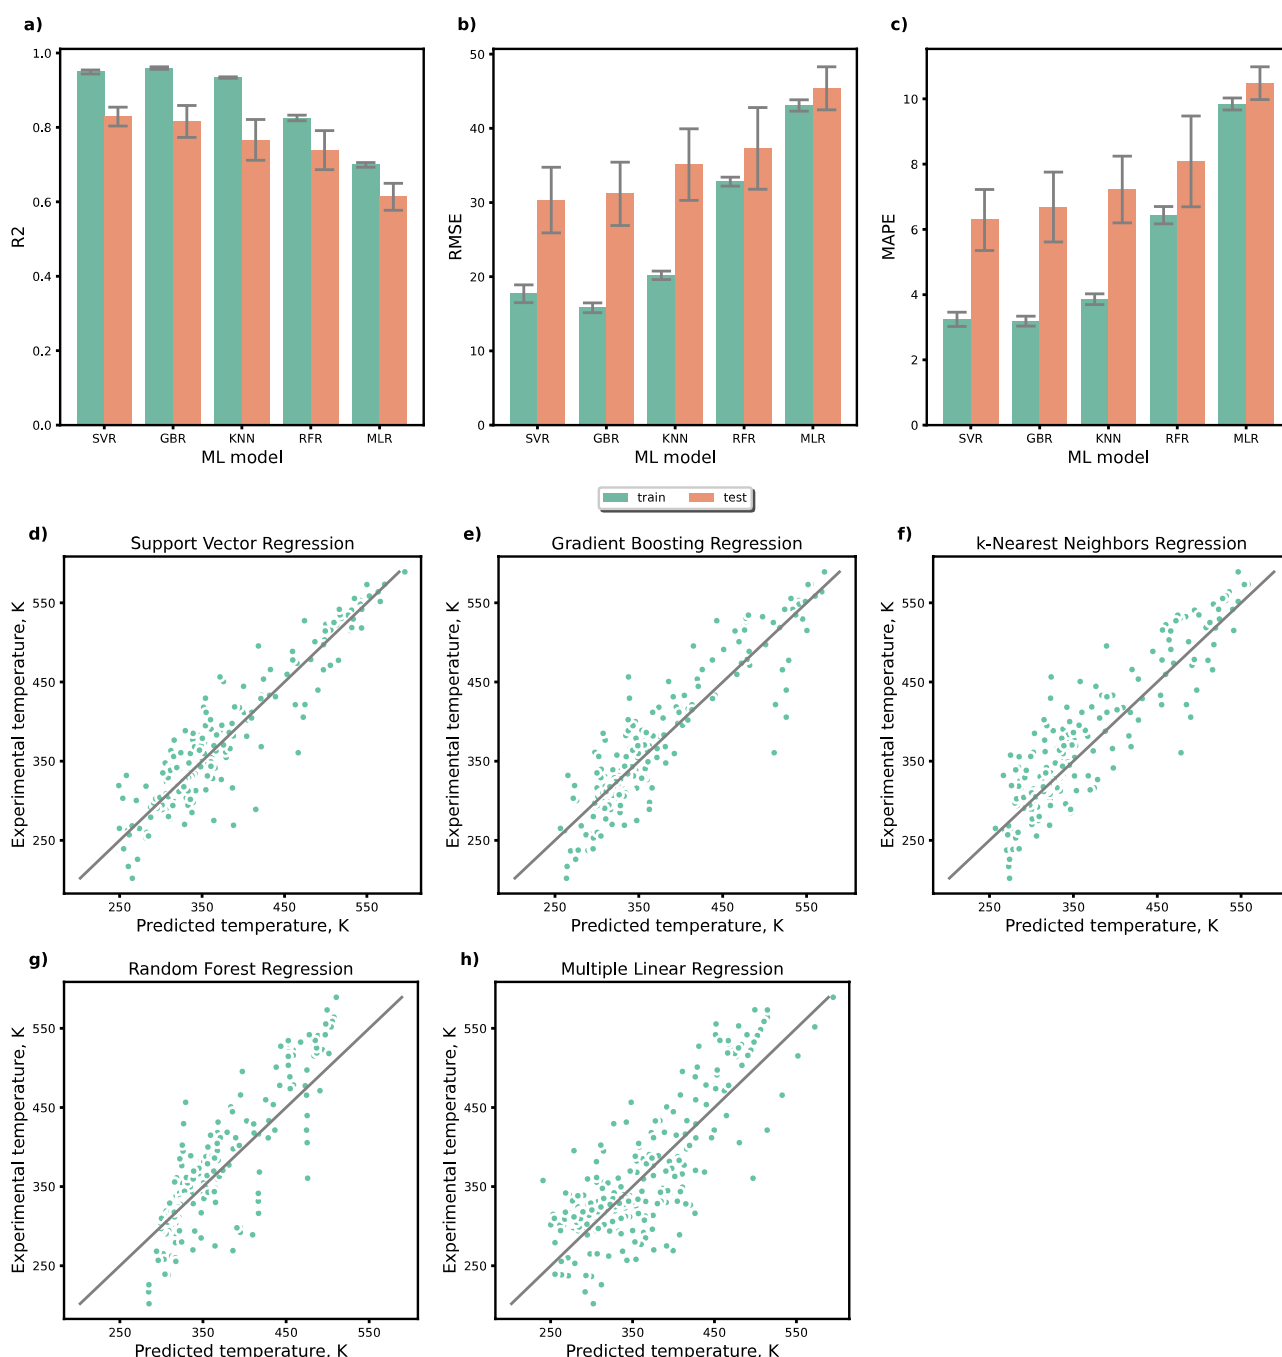 a)
1.0
0.8
0.6
0.4
0.2
0.0
R2
SVR GBR KNN RFR MLR
ML model
b)
50
40
30
20
10
0
RMSE
SVR GBR KNN RFR MLR
ML model
c)
10
8
6
4
2
0
MAPE
SVR GBR KNN RFR MLR
ML model
train test
d)
Support Vector Regression
Experimental temperature, K
550
450
350
250
250 350 450 550
Predicted temperature, K
e)
Gradient Boosting Regression
Experimental temperature, K
550
450
350
250
250 350 450 550
Predicted temperature, K
f)
k-Nearest Neighbors Regression
Experimental temperature, K
550
450
350
250
250 350 450 550
Predicted temperature, K
g)
Random Forest Regression
Experimental temperature, K
550
450
350
250
250 350 450 550
Predicted temperature, K
h)
Multiple Linear Regression
Experimental temperature, K
550
450
350
250
250 350 450 550
Predicted temperature, K